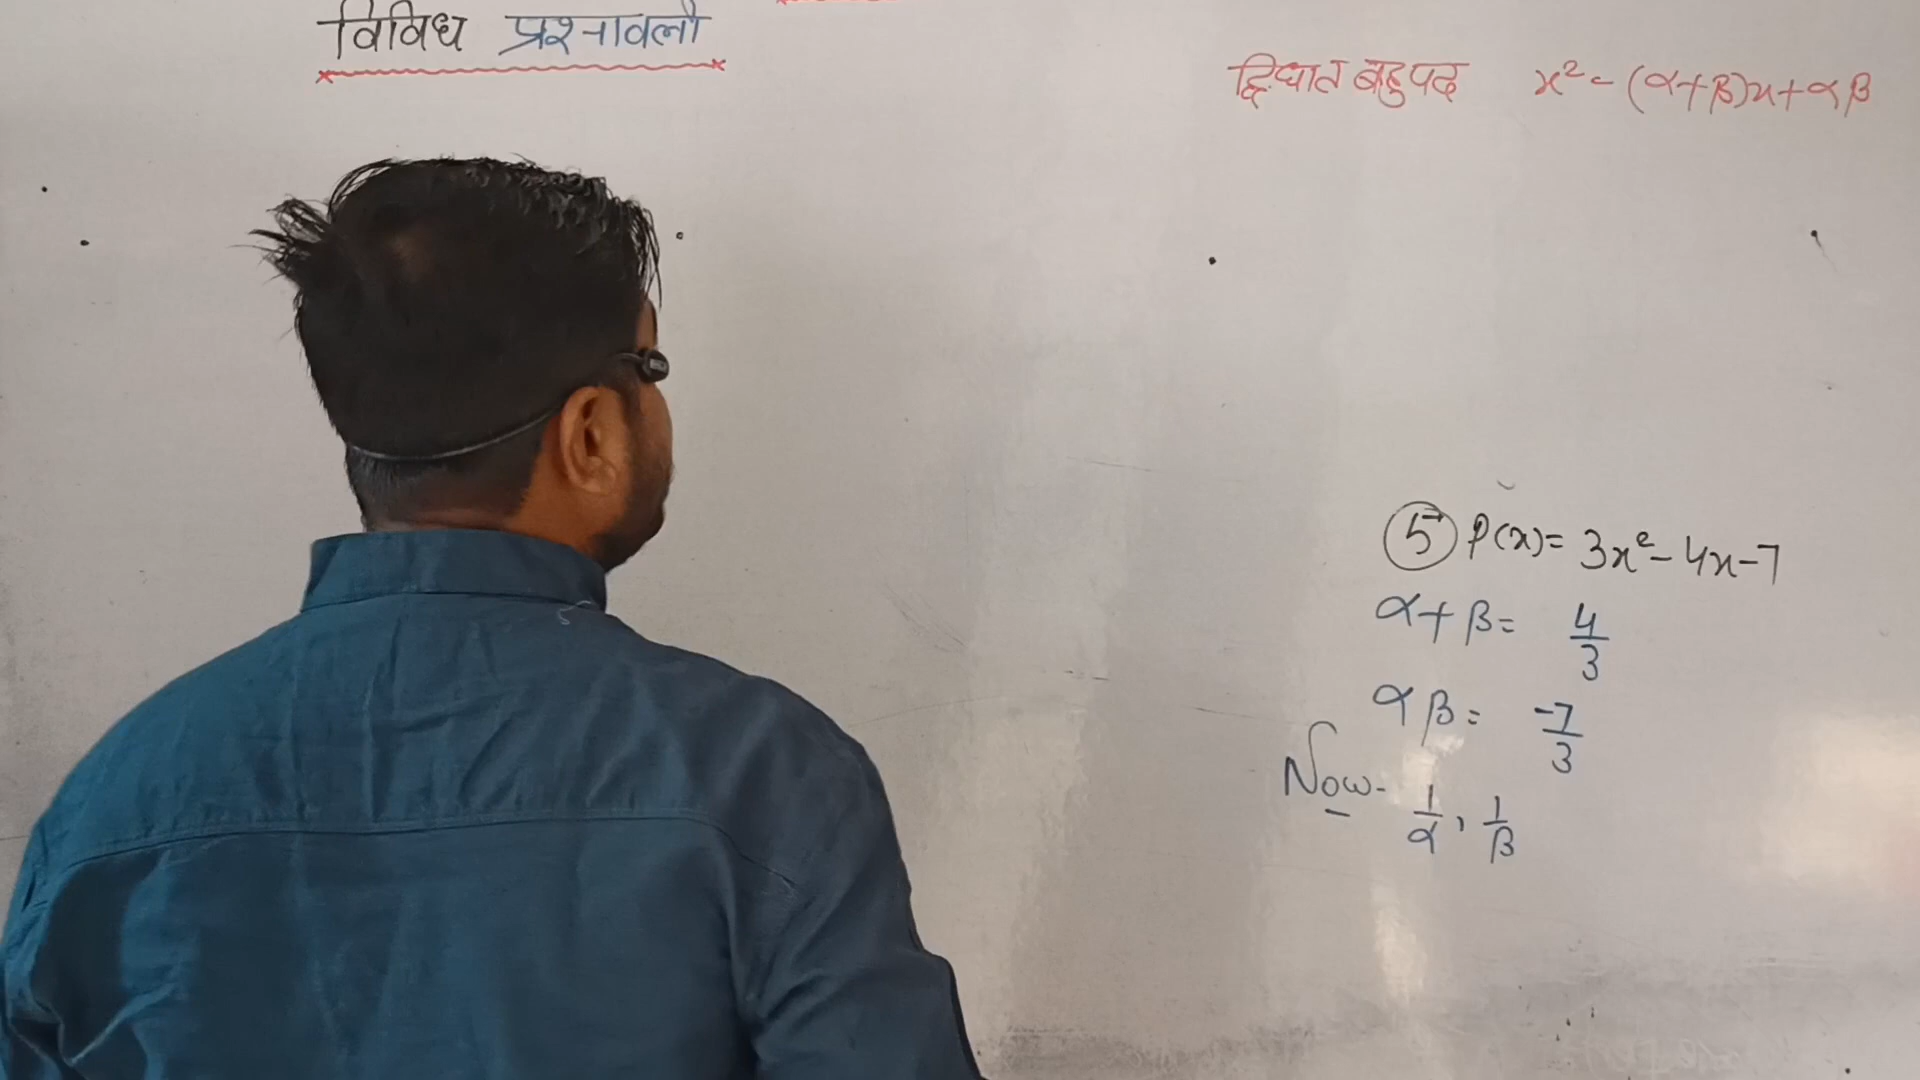 विविध प्रश्नावली
द्विघात बहुपद x² - (α+β)x + αβ
⑤ P(x) = 3x² - 4x - 7
α + β = 4/3
αβ = -7/3
Now - 1/α, 1/β